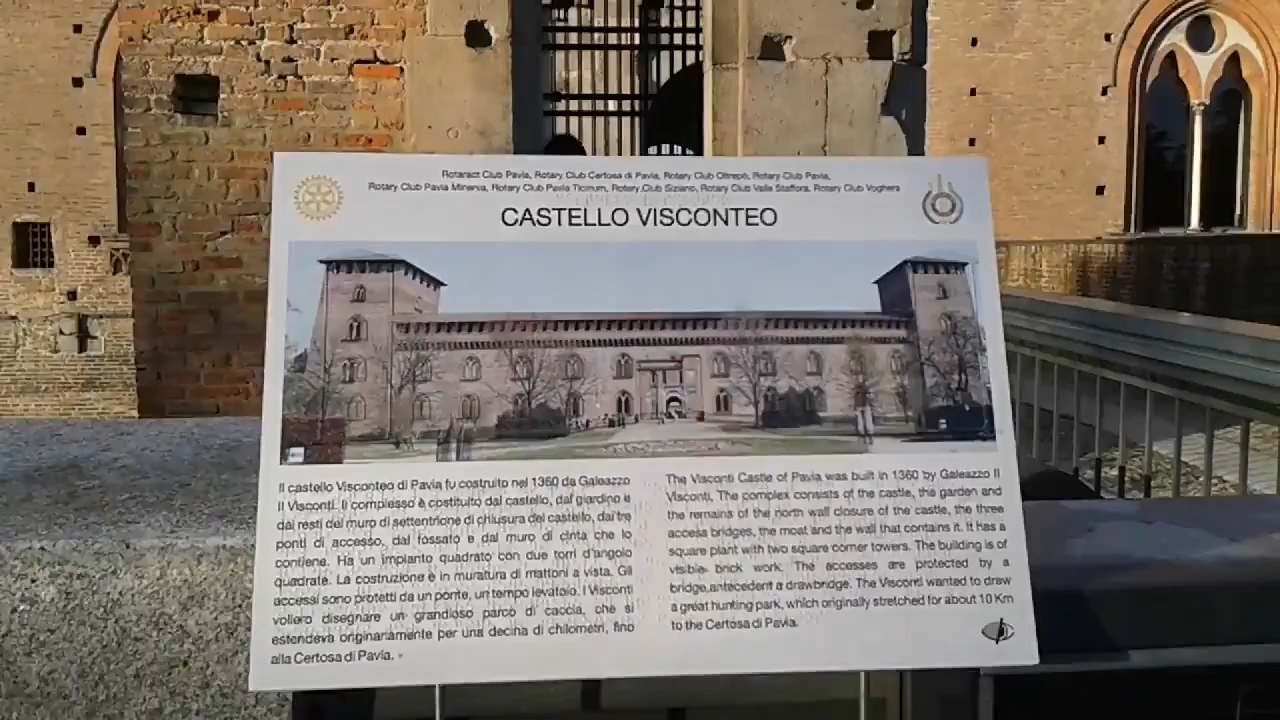 Rotaract Club Pavia, Rotary Club Certosa di Pavia, Rotary Club Oltrepò, Rotary Club Pavia,
Rotary Club Pavia Minerva, Rotary Club Pavia Ticinum, Rotary Club Siziano, Rotary Club Valle Staffora, Rotary Club Voghera
CASTELLO VISCONTEO
Il castello Visconteo di Pavia fu costruito nel 1360 da Galeazzo
II Visconti. Il complesso è costituito dal castello, dal giardino e
dai resti del muro di settentrione di chiusura del castello, dai tre
ponti di accesso, dal fossato e dal muro di cinta che lo
contiene. Ha un impianto quadrato con due torri d'angolo
quadrate. La costruzione è in muratura di mattoni a vista. Gli
accessi sono protetti da un ponte, un tempo levatoio. I Visconti
vollero disegnare un grandioso parco di caccia, che si
estendeva originariamente per una decina di chilometri, fino
alla Certosa di Pavia.
The Visconti Castle of Pavia was built in 1360 by Galeazzo II
Visconti. The complex consists of the castle, the garden and
the remains of the north wall closure of the castle, the three
access bridges, the moat and the wall that contains it. It has a
square plant with two square corner towers. The building is of
visible brick work. The accesses are protected by a
bridge,antecedent a drawbridge. The Visconti wanted to draw
a great hunting park, which originally stretched for about 10 Km
to the Certosa di Pavia.